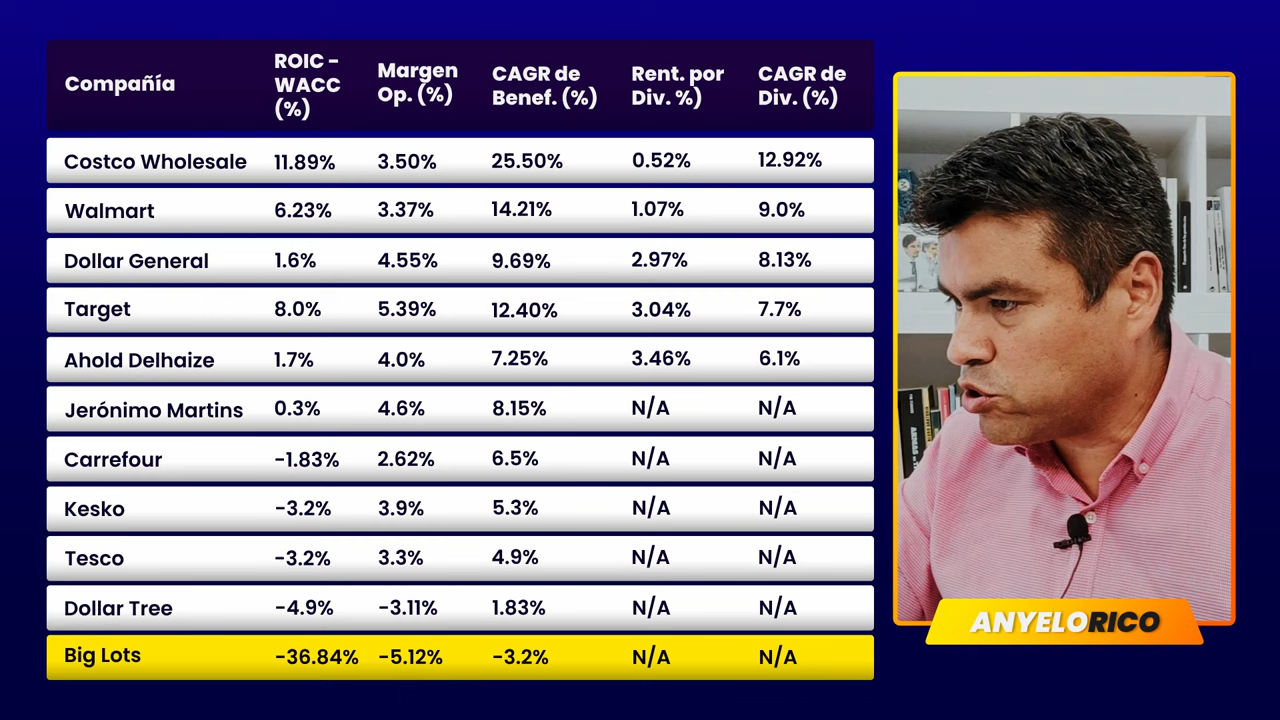 Compañía ROIC - WACC (%) Margen Op. (%) CAGR de Benef. (%) Rent. por Div. %) CAGR de Div. (%)
Costco Wholesale 11.89% 3.50% 25.50% 0.52% 12.92%
Walmart 6.23% 3.37% 14.21% 1.07% 9.0%
Dollar General 1.6% 4.55% 9.69% 2.97% 8.13%
Target 8.0% 5.39% 12.40% 3.04% 7.7%
Ahold Delhaize 1.7% 4.0% 7.25% 3.46% 6.1%
Jerónimo Martins 0.3% 4.6% 8.15% N/A N/A
Carrefour -1.83% 2.62% 6.5% N/A N/A
Kesko -3.2% 3.9% 5.3% N/A N/A
Tesco -3.2% 3.3% 4.9% N/A N/A
Dollar Tree -4.9% -3.11% 1.83% N/A N/A
Big Lots -36.84% -5.12% -3.2% N/A N/A
ANYELORICO